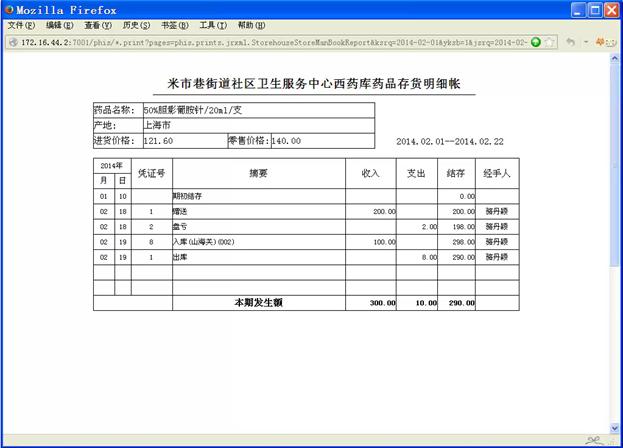 Mozilla Firefox
文件(F) 编辑(E) 查看(V) 历史(S) 书签(B) 工具(T) 帮助(H)
172.16.44.2:7001/phis/*.print?pages=phis.prints.jrxml.StorehouseStoreManBookReport&ksrq=2014-02-01&yksb=1&jsrq=2014-02-
米市巷街道社区卫生服务中心西药库药品存货明细帐
药品名称: 50%胆影葡胺针/20ml/支
产地: 上海市
进货价格: 121.60 零售价格: 140.00 2014.02.01--2014.02.22
2014年 凭证号 摘要 收入 支出 结存 经手人
月 日
01 10 期初结存 0.00
02 18 1 赠送 200.00 200.00 骆丹颖
02 18 2 盘亏 2.00 198.00 骆丹颖
02 19 8 入库(山海关)(002) 100.00 298.00 骆丹颖
02 19 1 出库 8.00 290.00 骆丹颖
本期发生额 300.00 10.00 290.00